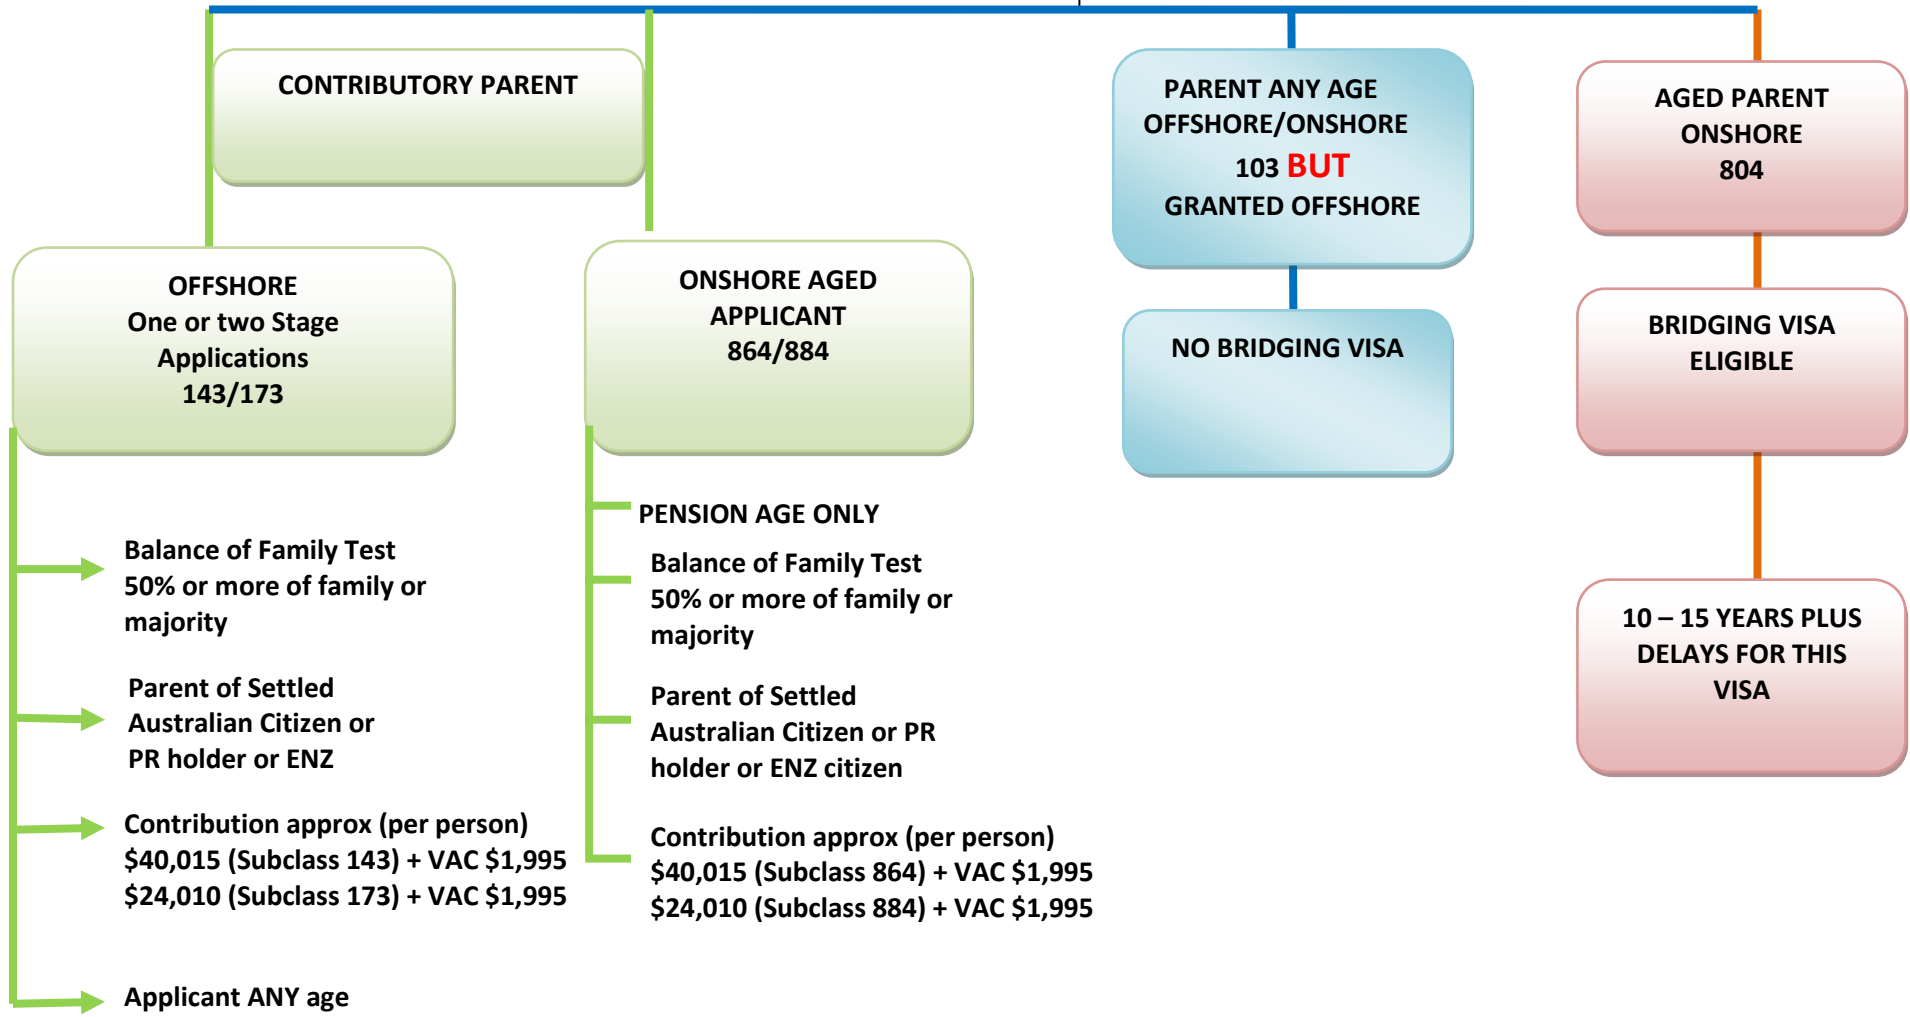 CONTRIBUTORY PARENT
PARENT ANY AGE
OFFSHORE/ONSHORE
103 BUT
GRANTED OFFSHORE
AGED PARENT
ONSHORE
804
OFFSHORE
One or two Stage
Applications
143/173
ONSHORE AGED
APPLICANT
864/884
NO BRIDGING VISA
BRIDGING VISA
ELIGIBLE
Balance of Family Test
50% or more of family or
majority
Parent of Settled
Australian Citizen or
PR holder or ENZ
Contribution approx (per person)
$40,015 (Subclass 143) + VAC $1,995
$24,010 (Subclass 173) + VAC $1,995
Applicant ANY age
PENSION AGE ONLY
Balance of Family Test
50% or more of family or
majority
Parent of Settled
Australian Citizen or PR
holder or ENZ citizen
Contribution approx (per person)
$40,015 (Subclass 864) + VAC $1,995
$24,010 (Subclass 884) + VAC $1,995
10 – 15 YEARS PLUS
DELAYS FOR THIS
VISA